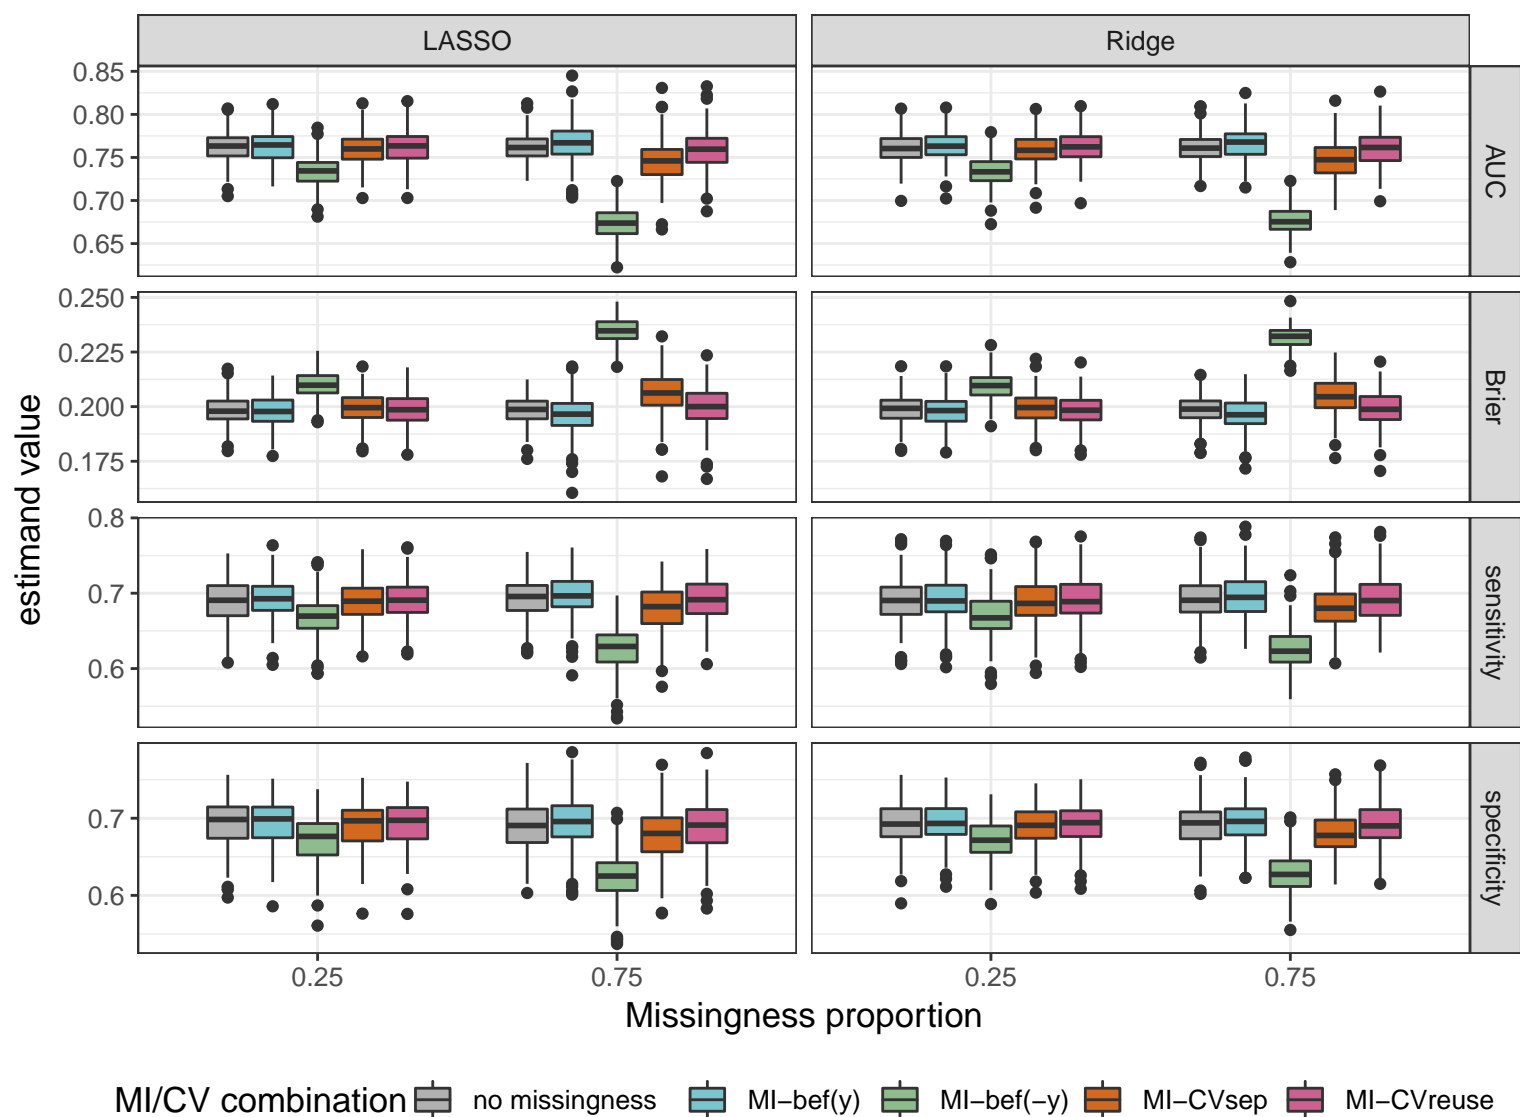 LASSO Ridge
0.85
0.80
0.75
0.70
0.65
AUC
0.250
0.225
0.200
0.175
Brier
0.8
0.7
0.6
sensitivity
0.7
0.6
specificity
estimand value
0.25 0.75 0.25 0.75
Missingness proportion
MI/CV combination no missingness MI−bef(y) MI−bef(−y) MI−CVsep MI−CVreuse